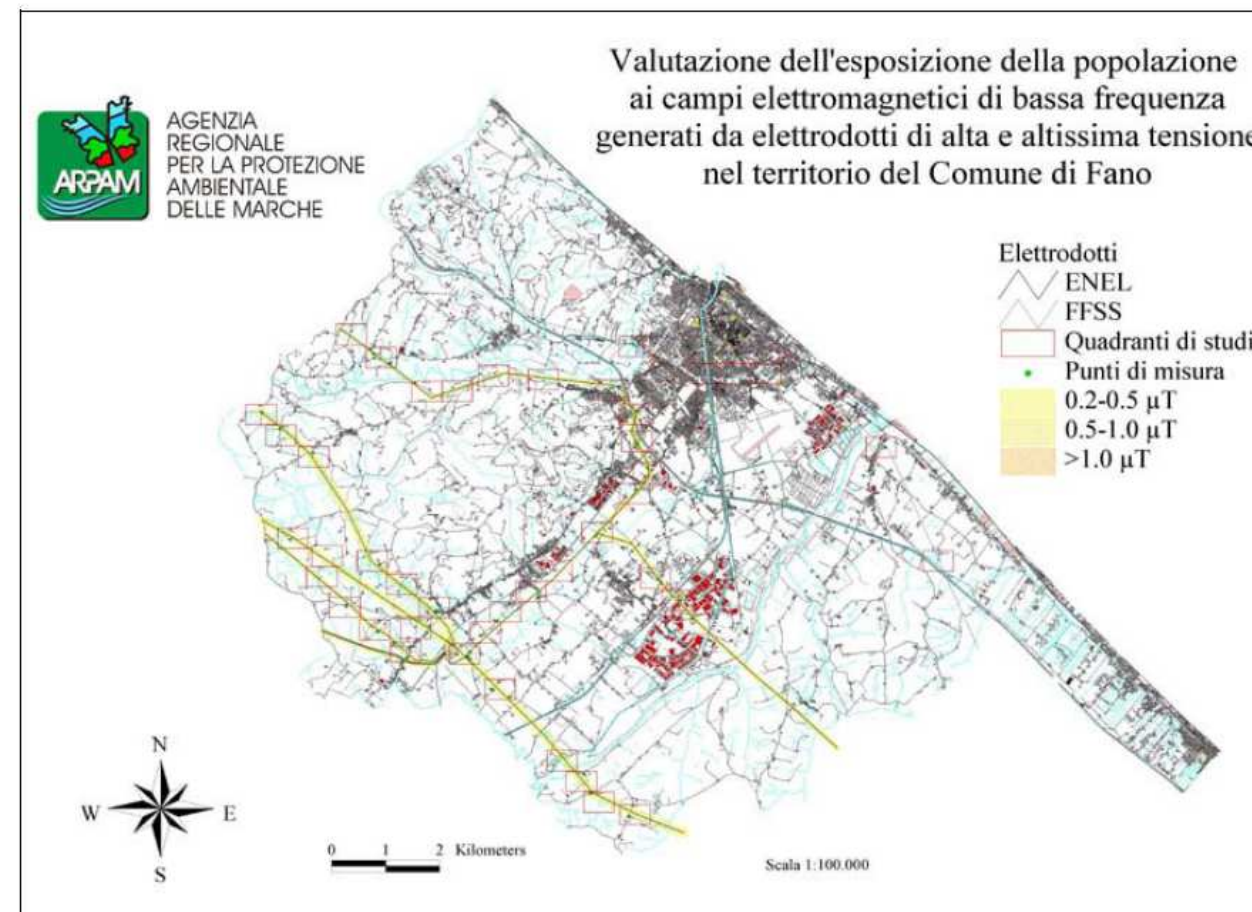 Valutazione dell'esposizione della popolazione
ai campi elettromagnetici di bassa frequenza
generati da elettrodotti di alta e altissima tensione
nel territorio del Comune di Fano
ARPAM
AGENZIA
REGIONALE
PER LA PROTEZIONE
AMBIENTALE
DELLE MARCHE
Elettrodotti
ENEL
FFSS
Quadranti di studi
Punti di misura
0.2-0.5 µT
0.5-1.0 µT
>1.0 µT
N
W E
S
0 1 2 Kilometers
Scala 1:100.000